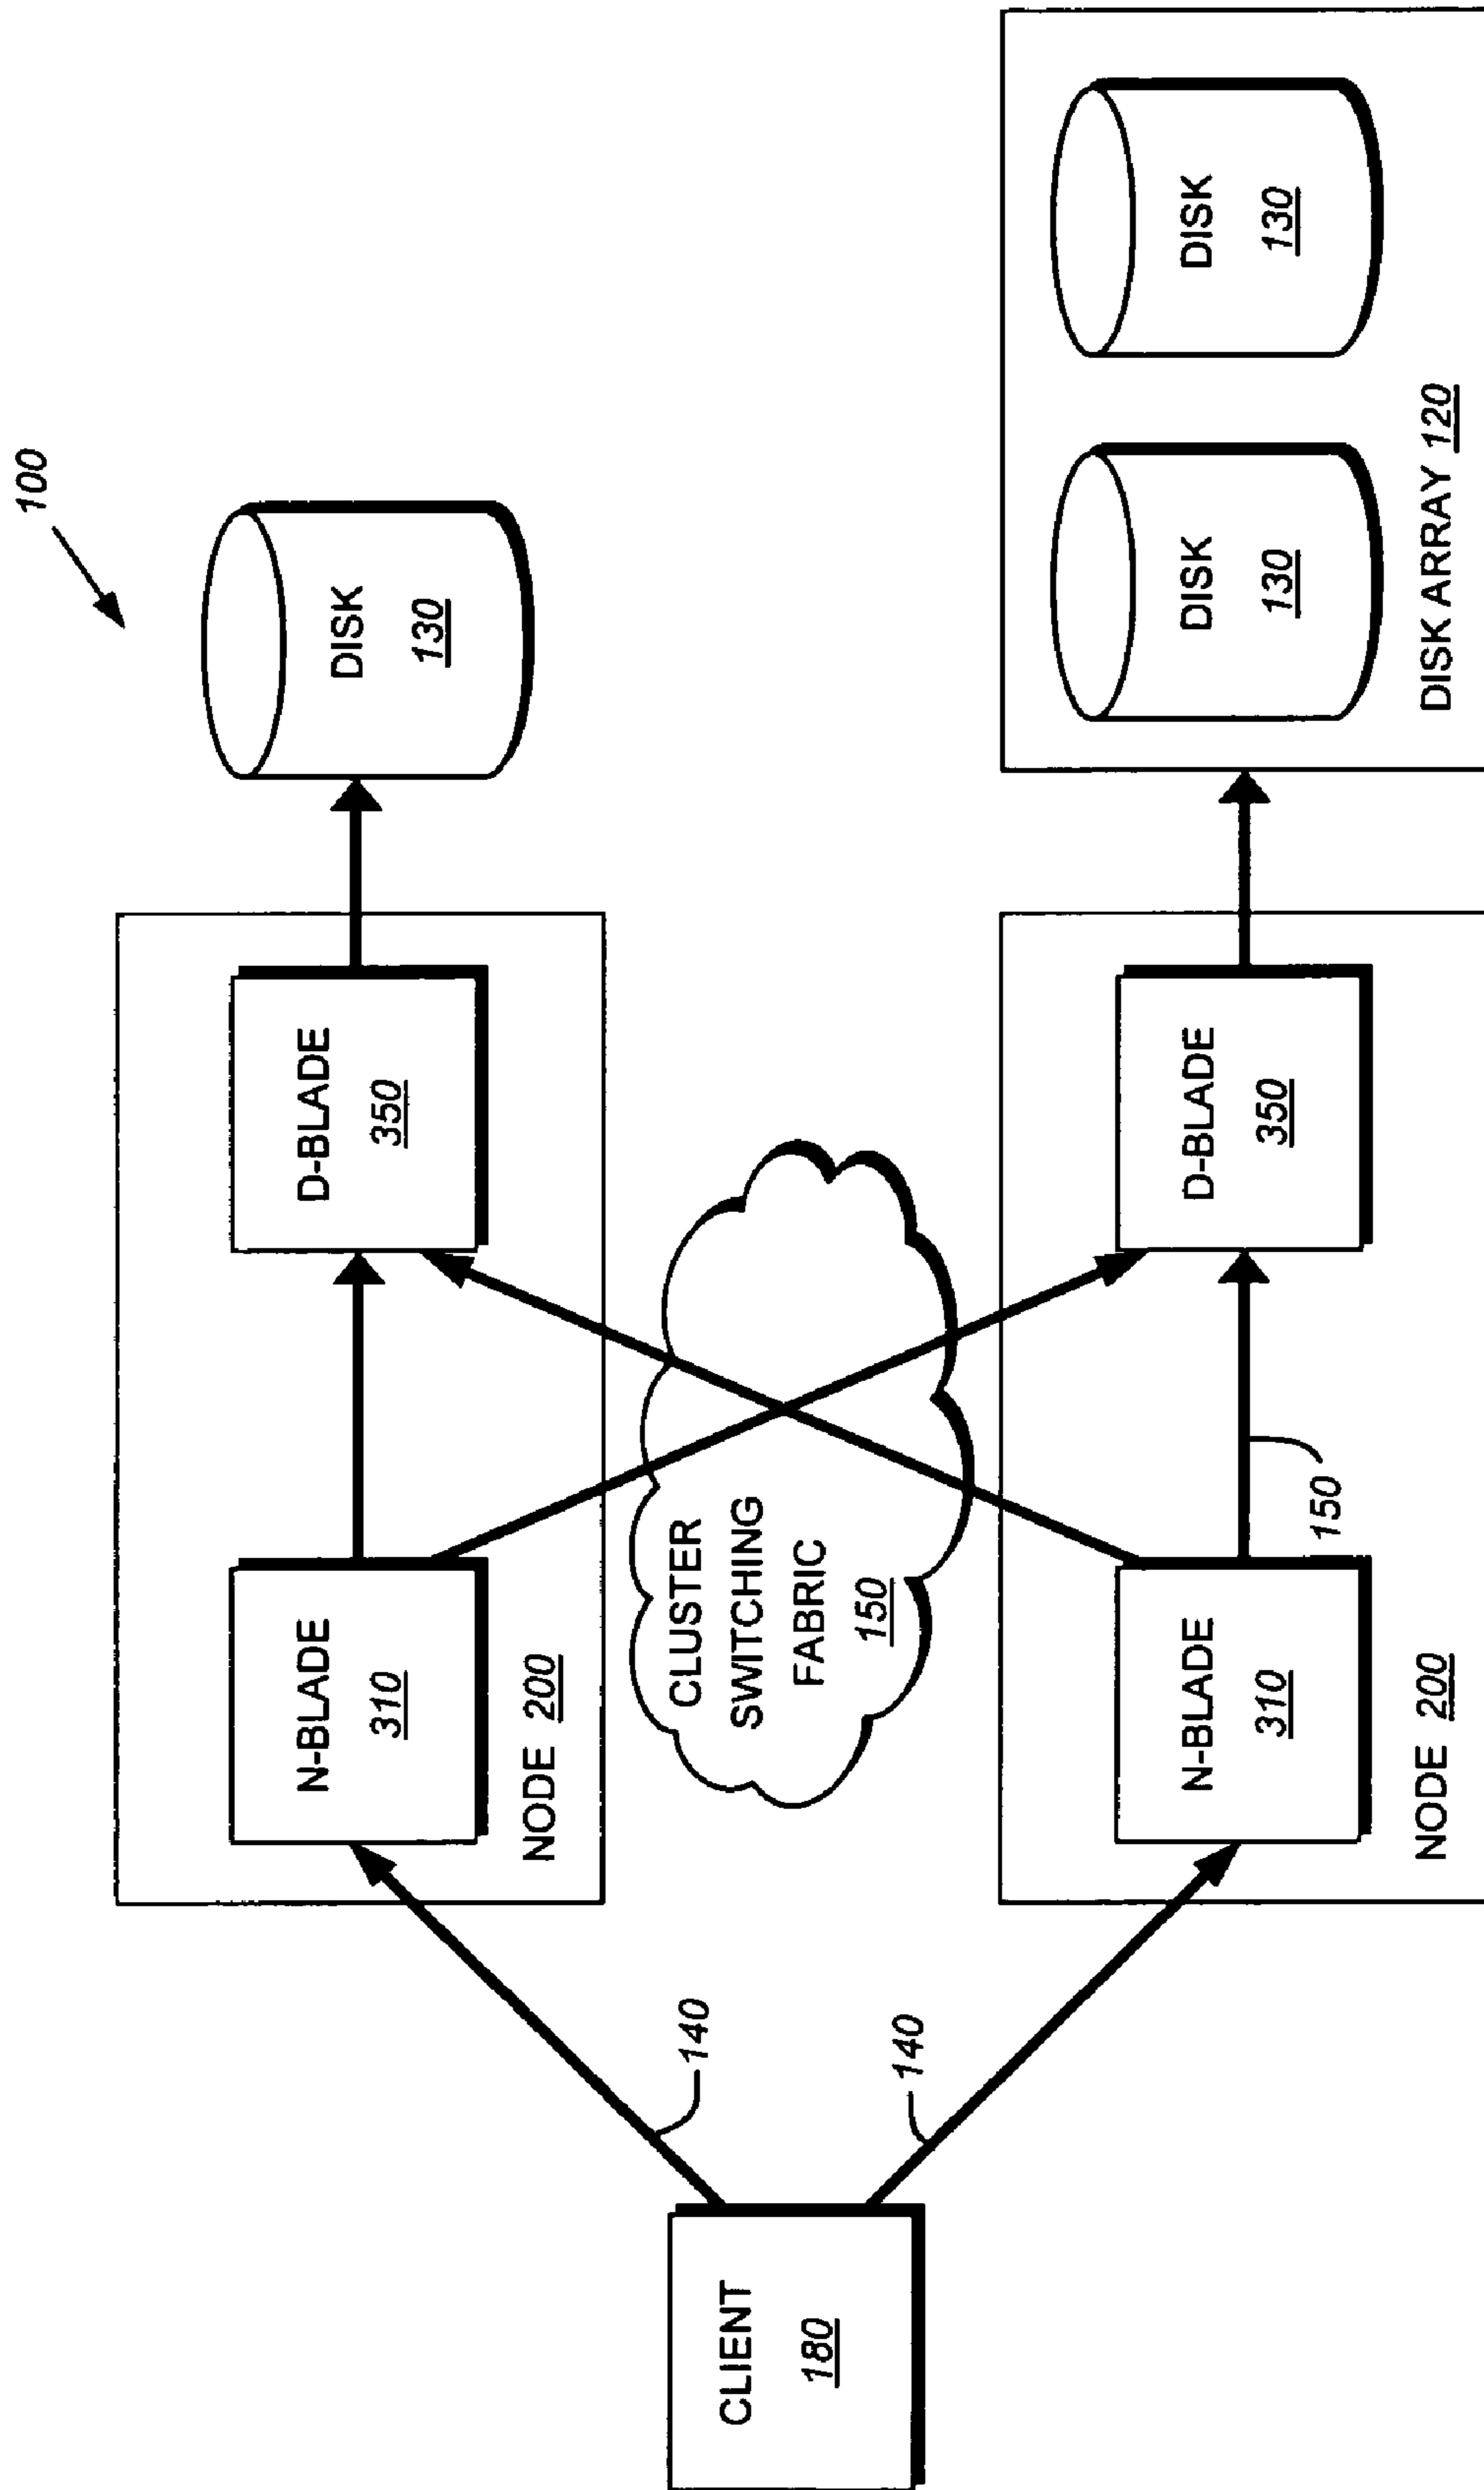 100
N-BLADE
310
D-BLADE
350
NODE 200
DISK
130
140
CLIENT
180
140
CLUSTER
SWITCHING
FABRIC
150
N-BLADE
310
150
D-BLADE
350
NODE 200
DISK
130
DISK
130
DISK ARRAY 120